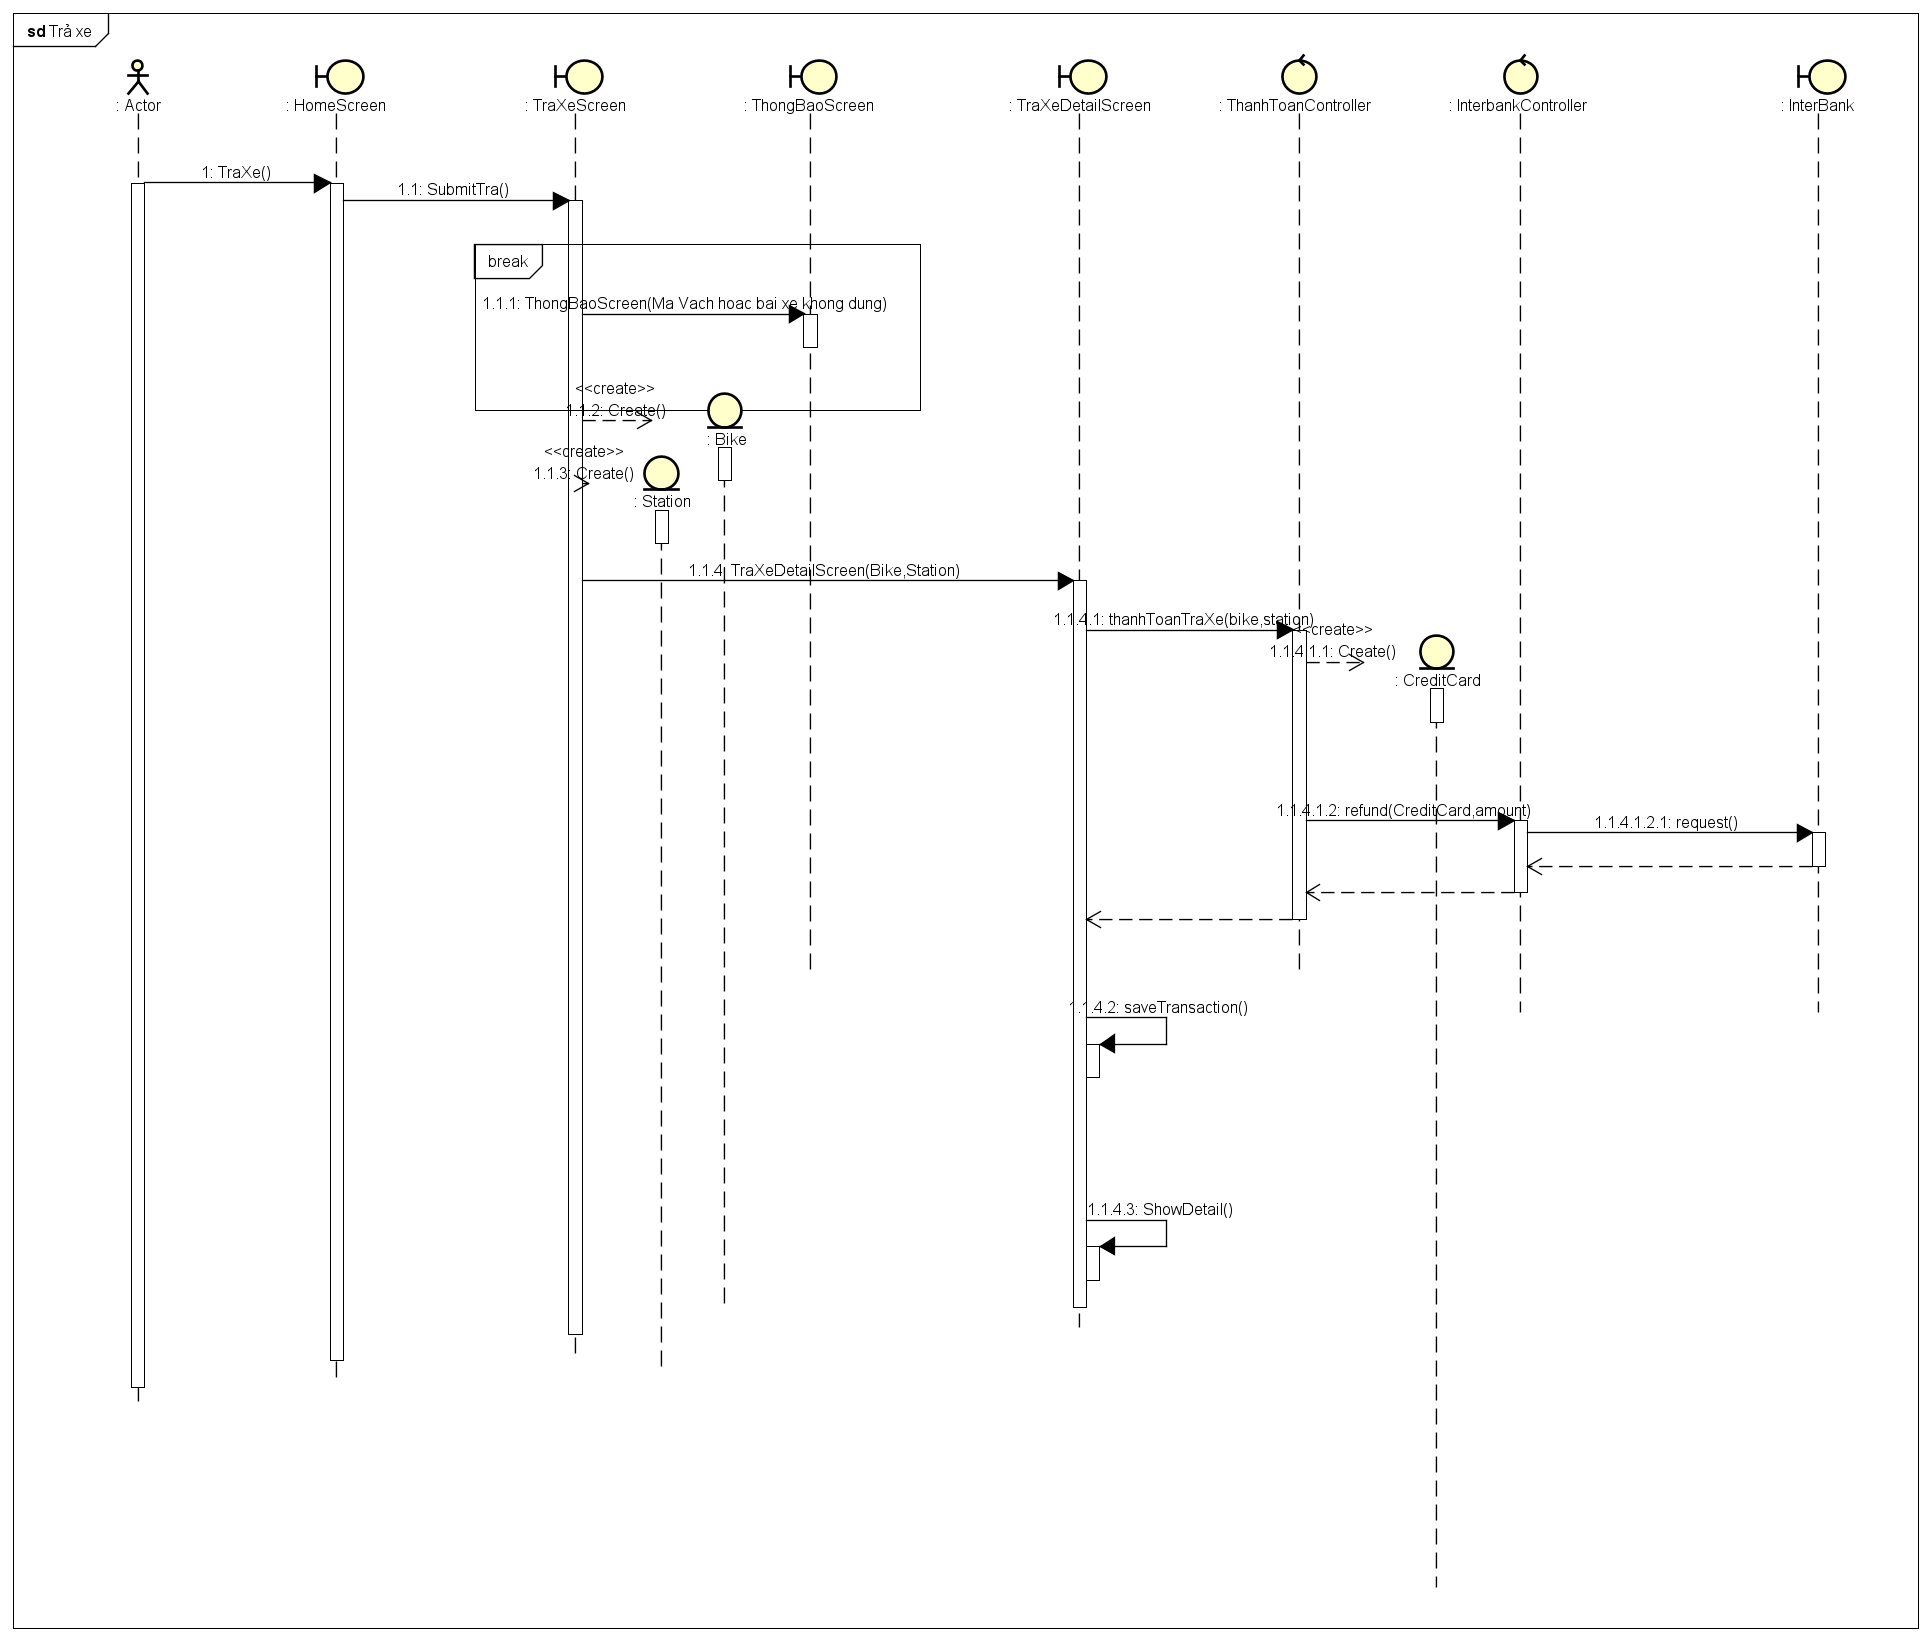 sd Trả xe
: Actor
: HomeScreen
: TraXeScreen
: ThongBaoScreen
: TraXeDetailScreen
: ThanhToanController
: InterbankController
: InterBank
1: TraXe()
1.1: SubmitTra()
break
1.1.1: ThongBaoScreen(Ma Vach hoac bai xe khong dung)
<<create>>
1.1.2: Create()
: Bike
<<create>>
1.1.3: Create()
: Station
1.1.4: TraXeDetailScreen(Bike,Station)
1.1.4.1: thanhToanTraXe(bike,station)
<<create>>
1.1.4.1.1: Create()
: CreditCard
1.1.4.1.2: refund(CreditCard,amount)
1.1.4.1.2.1: request()
1.1.4.2: saveTransaction()
1.1.4.3: ShowDetail()